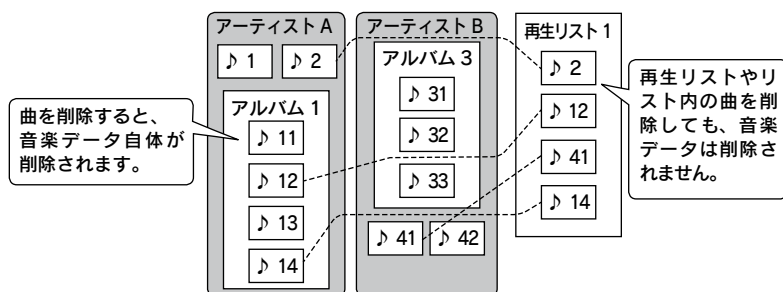 アーティスト A
♪ 1
♪ 2
アルバム 1
♪ 11
♪ 12
♪ 13
♪ 14
曲を削除すると、
音楽データ自体が
削除されます。
アーティスト B
アルバム 3
♪ 31
♪ 32
♪ 33
♪ 41
♪ 42
再生リスト 1
♪ 2
♪ 12
♪ 41
♪ 14
再生リストやリ
スト内の曲を削
除しても、音楽
データは削除さ
れません。